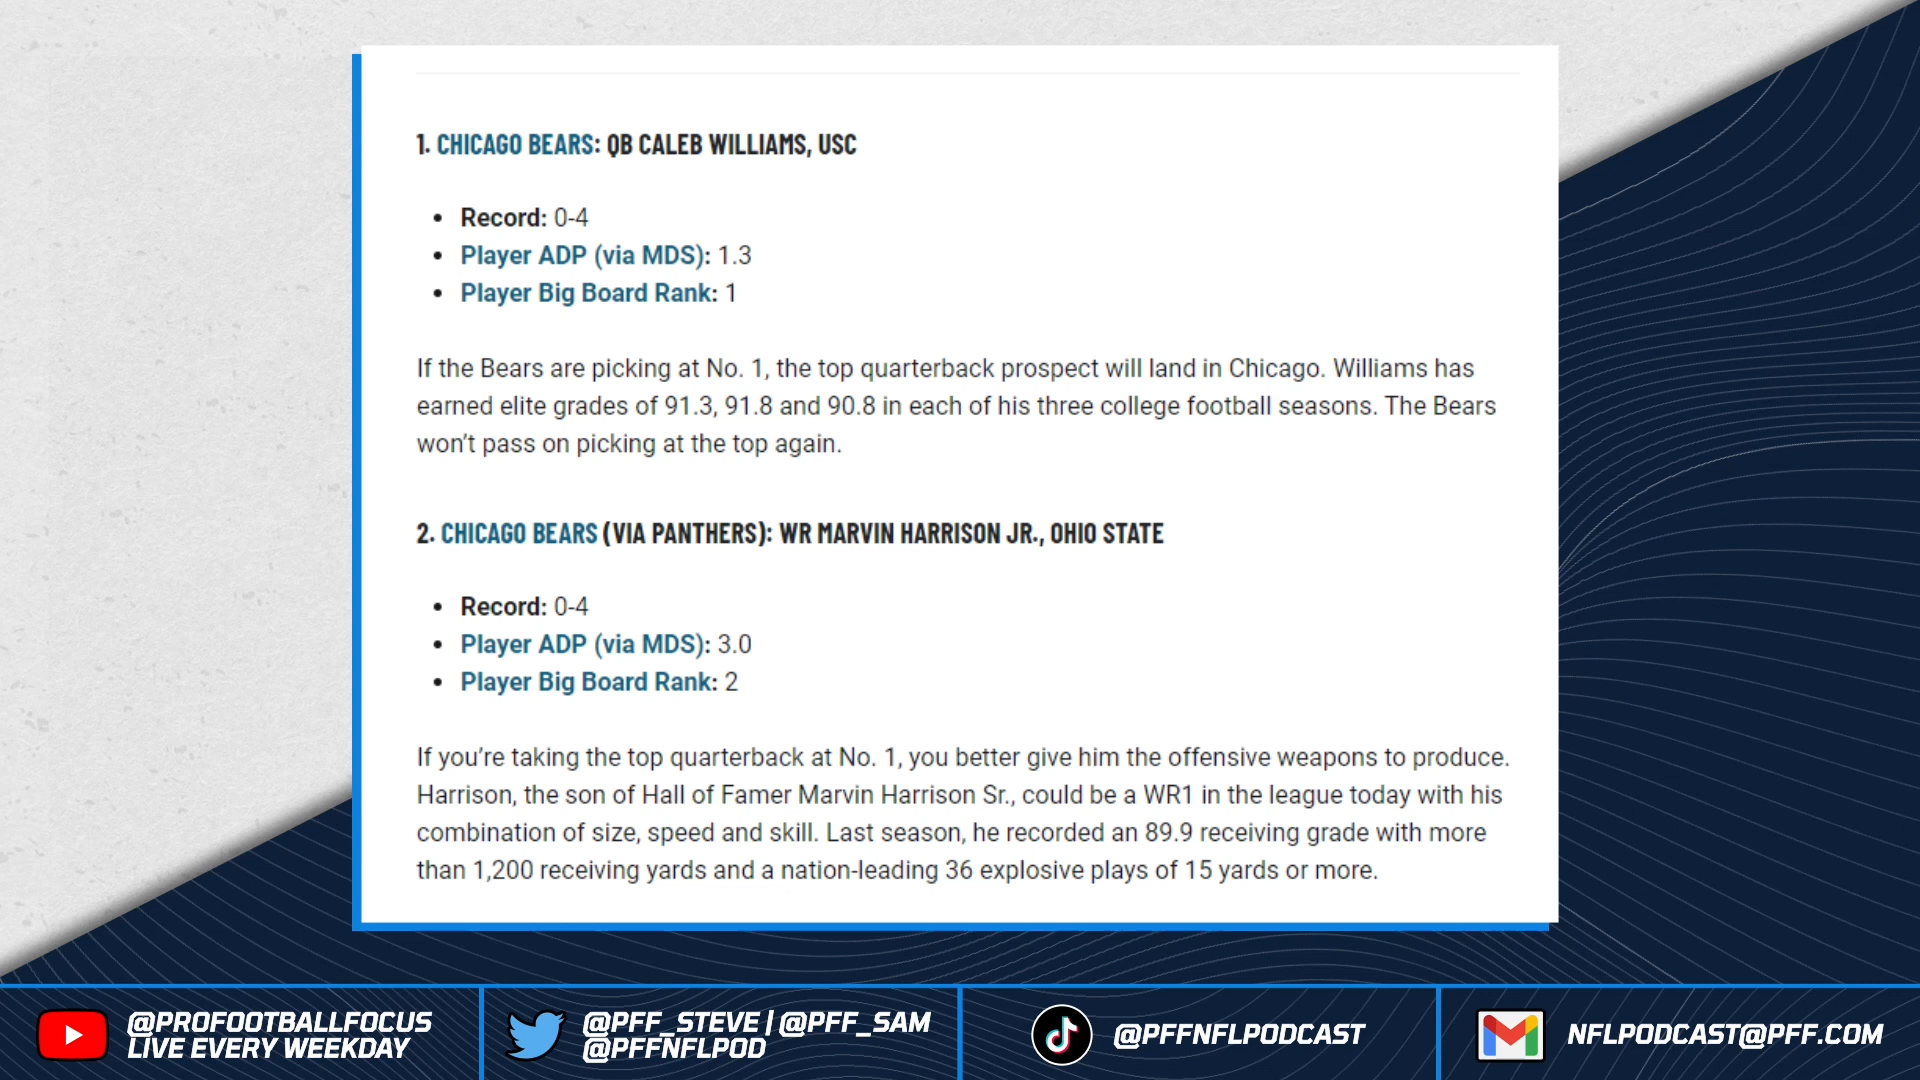 1. CHICAGO BEARS: QB CALEB WILLIAMS, USC
• Record: 0-4
• Player ADP (via MDS): 1.3
• Player Big Board Rank: 1
If the Bears are picking at No. 1, the top quarterback prospect will land in Chicago. Williams has
earned elite grades of 91.3, 91.8 and 90.8 in each of his three college football seasons. The Bears
won’t pass on picking at the top again.
2. CHICAGO BEARS (VIA PANTHERS): WR MARVIN HARRISON JR., OHIO STATE
• Record: 0-4
• Player ADP (via MDS): 3.0
• Player Big Board Rank: 2
If you’re taking the top quarterback at No. 1, you better give him the offensive weapons to produce.
Harrison, the son of Hall of Famer Marvin Harrison Sr., could be a WR1 in the league today with his
combination of size, speed and skill. Last season, he recorded an 89.9 receiving grade with more
than 1,200 receiving yards and a nation-leading 36 explosive plays of 15 yards or more.
@PROFOOTBALLFOCUS
LIVE EVERY WEEKDAY
@PFF_STEVE | @PFF_SAM
@PFFNFLPOD
@PFFNFLPODCAST
NFLPODCAST@PFF.COM